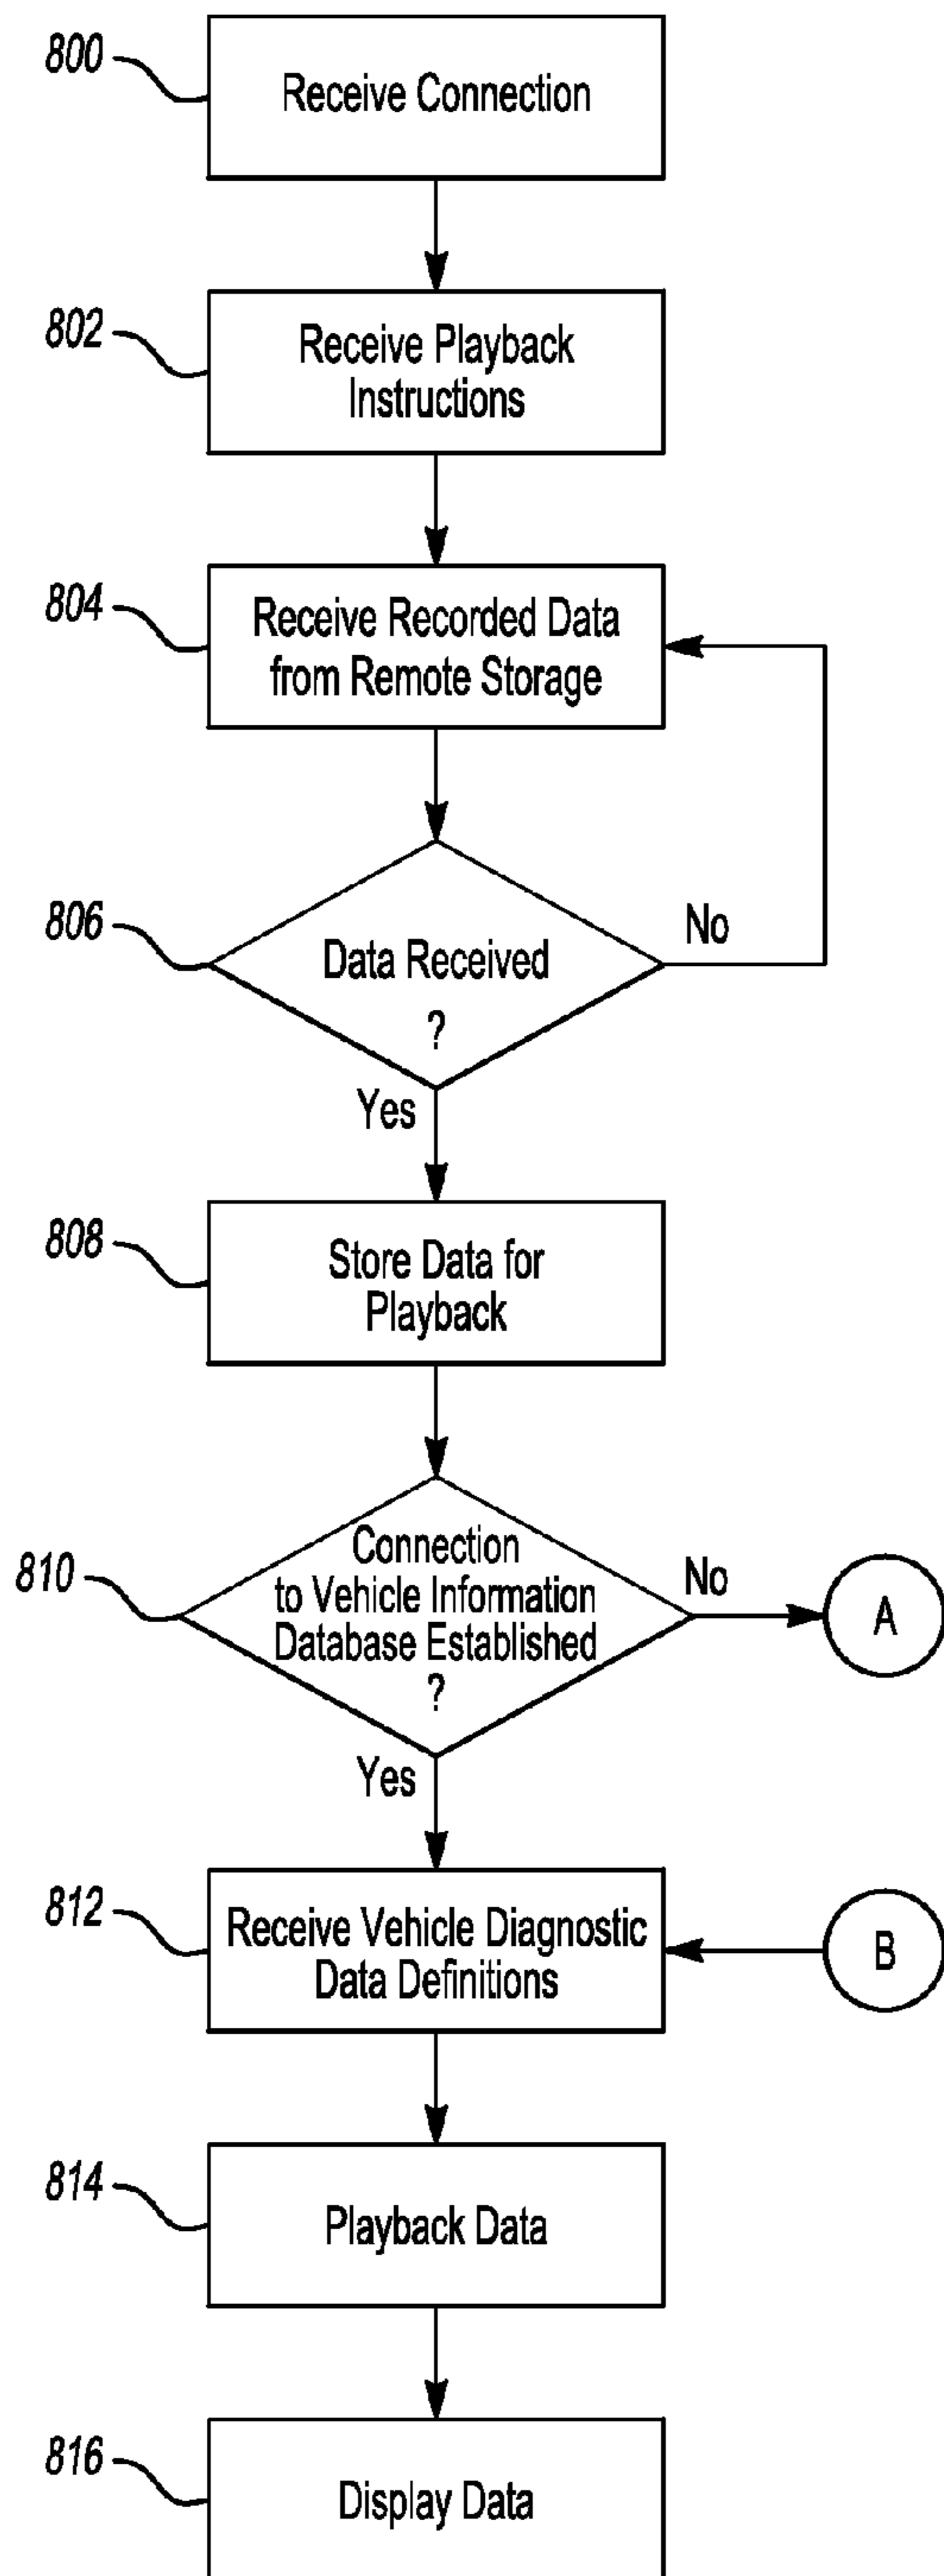 800
Receive Connection
802
Receive Playback
Instructions
804
Receive Recorded Data
from Remote Storage
806
Data Received
?
No
Yes
808
Store Data for
Playback
810
Connection
to Vehicle Information
Database Established
?
No
A
Yes
812
Receive Vehicle Diagnostic
Data Definitions
B
814
Playback Data
816
Display Data